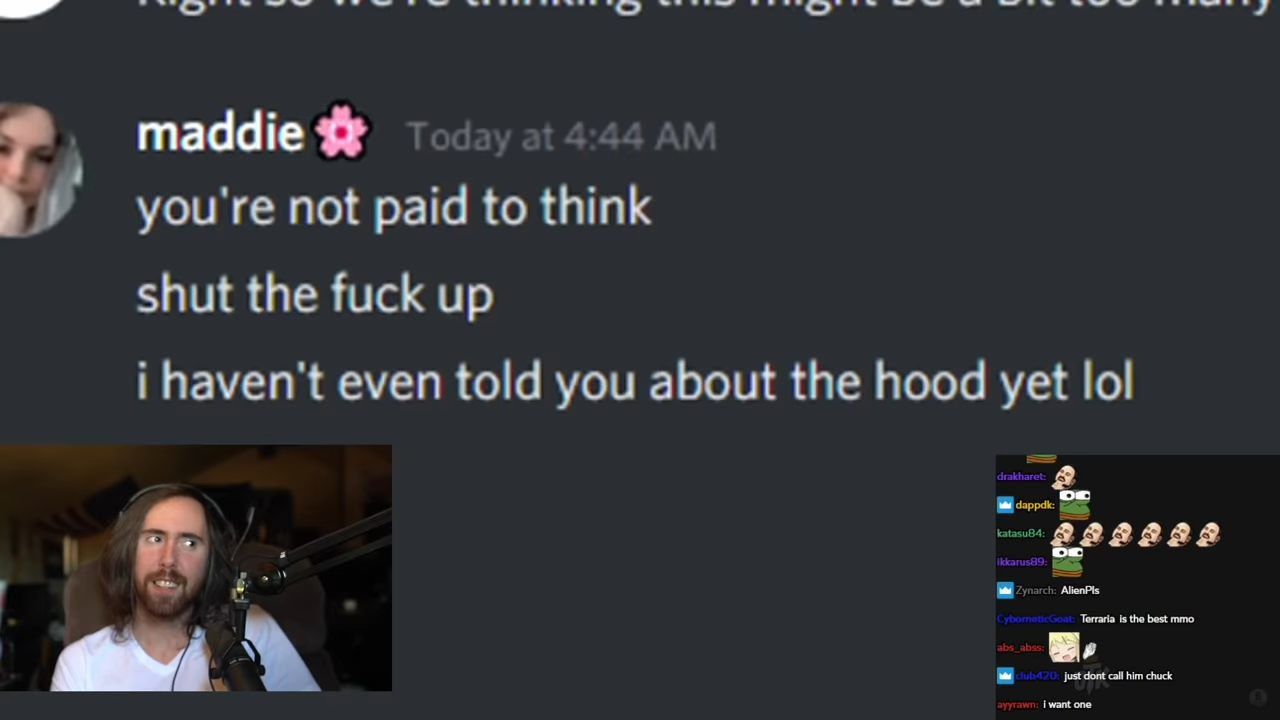 Right so we're thinking this might be a bit too many
maddie Today at 4:44 AM
you're not paid to think
shut the fuck up
i haven't even told you about the hood yet lol
drakharet:
dappdk:
katasu84:
Ikkarus89:
Zynarch: AlienPls
CyborneticGoat: Terraria is the best mmo
abs_abss:
club420: just dont call him chuck
ayyrawn: i want one